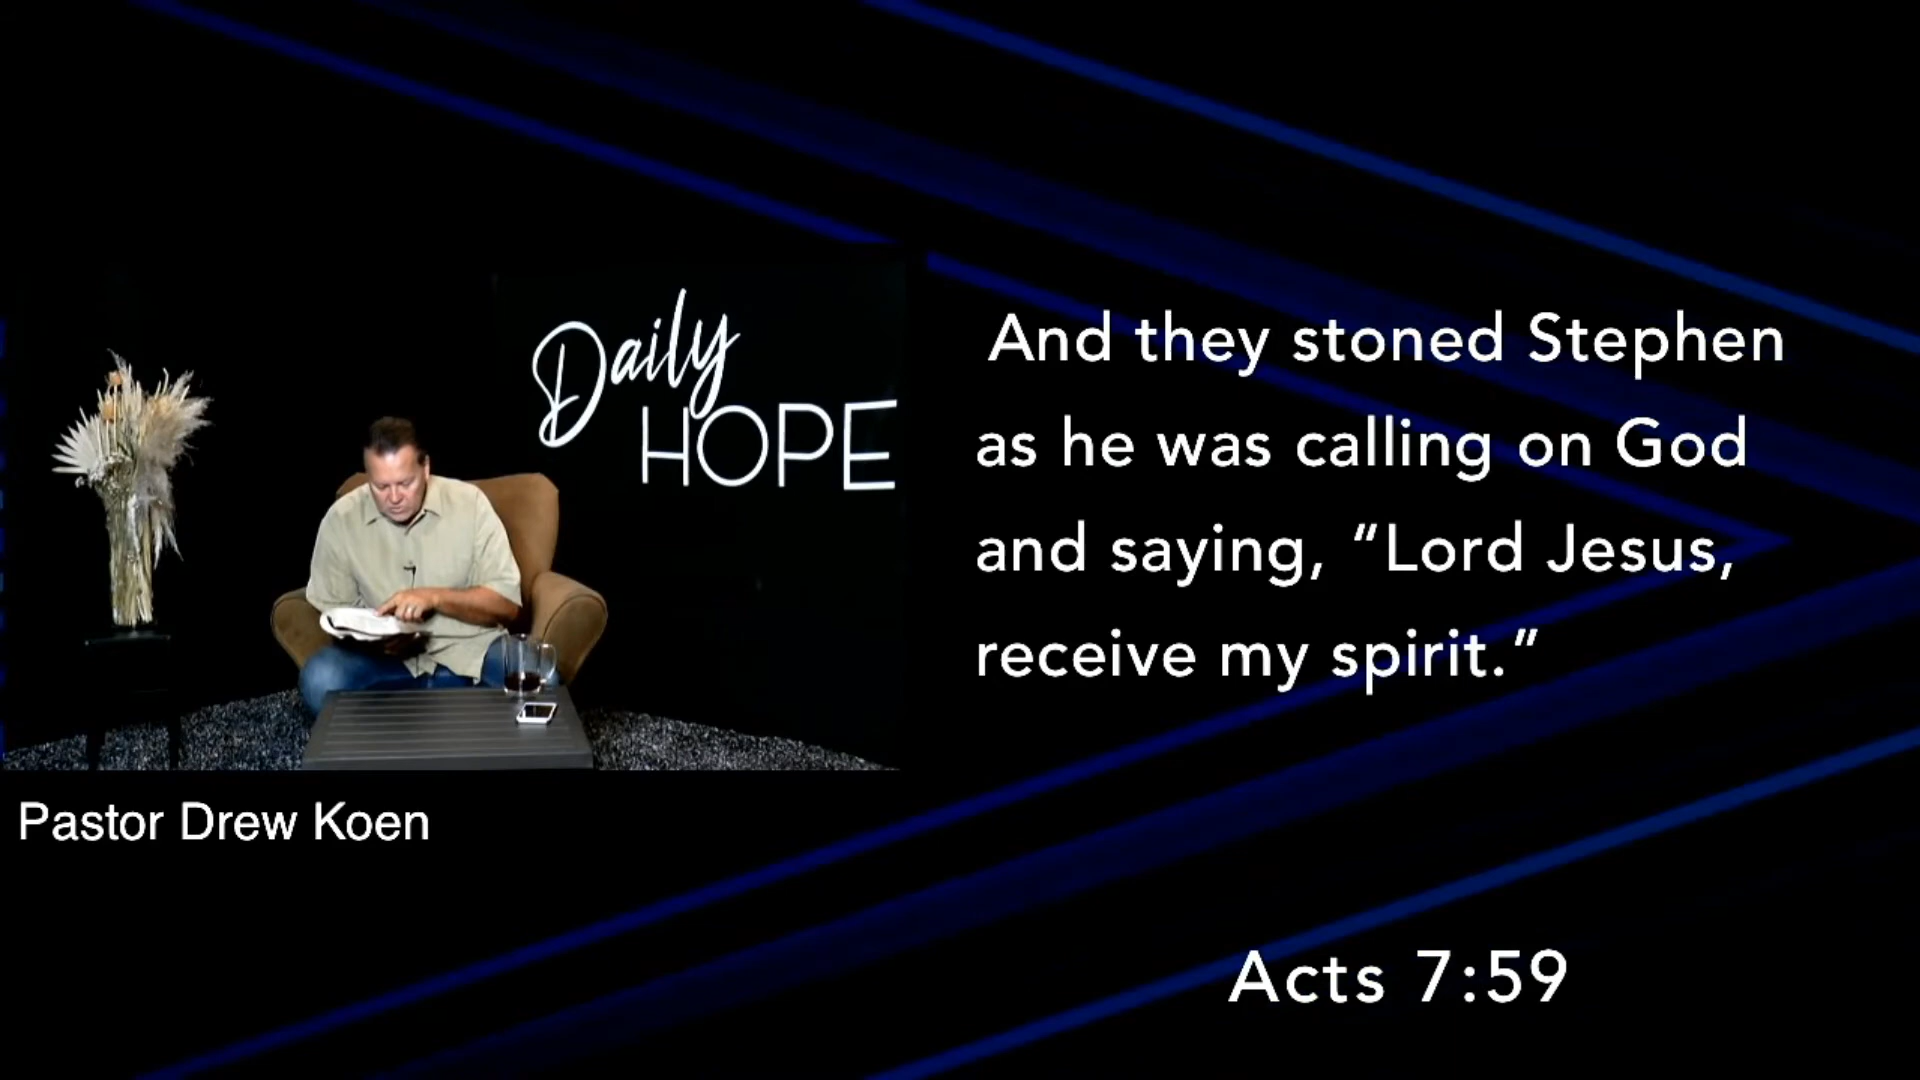 Daily
HOPE
And they stoned Stephen
as he was calling on God
and saying, “Lord Jesus,
receive my spirit.”
Pastor Drew Koen
Acts 7:59